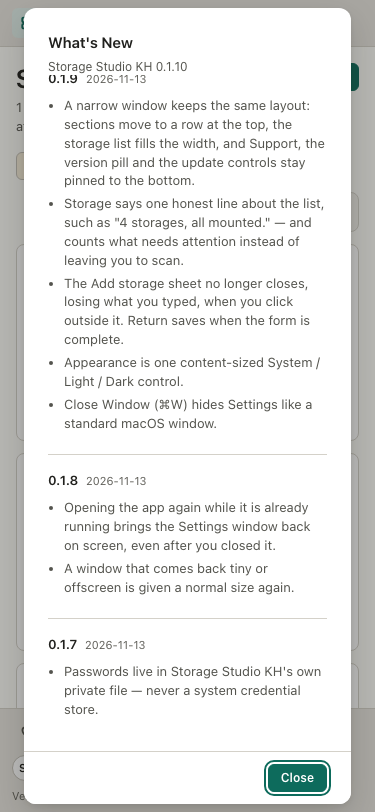 What's New
Storage Studio KH 0.1.10
0.1.9 2026-11-13
• A narrow window keeps the same layout:
sections move to a row at the top, the
storage list fills the width, and Support, the
version pill and the update controls stay
pinned to the bottom.
• Storage says one honest line about the list,
such as "4 storages, all mounted." — and
counts what needs attention instead of
leaving you to scan.
• The Add storage sheet no longer closes,
losing what you typed, when you click
outside it. Return saves when the form is
complete.
• Appearance is one content-sized System /
Light / Dark control.
• Close Window (⌘W) hides Settings like a
standard macOS window.
0.1.8 2026-11-13
• Opening the app again while it is already
running brings the Settings window back
on screen, even after you closed it.
• A window that comes back tiny or
offscreen is given a normal size again.
0.1.7 2026-11-13
• Passwords live in Storage Studio KH's own
private file — never a system credential
store.
Close